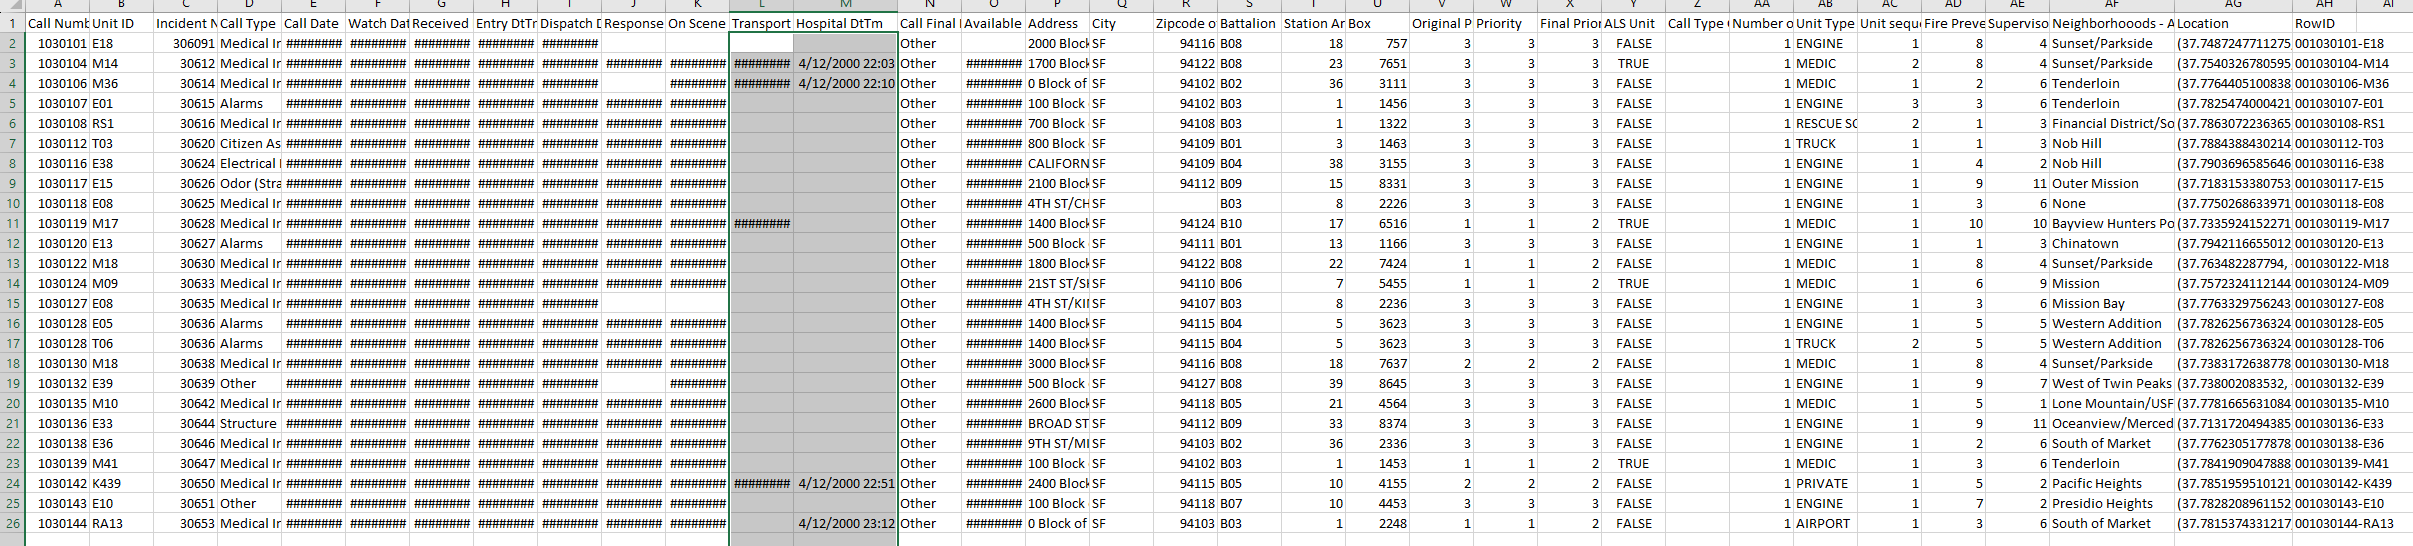 A B C D E F G H I J K L M N O P Q R S T U V W X Y Z AA AB AC AD AE AF AG AH AI
1 Call Numb Unit ID Incident N Call Type Call Date Watch Dat Received Entry DtTr Dispatch D Response On Scene Transport Hospital DtTm Call Final Available Address City Zipcode o Battalion Station Ar Box Original P Priority Final Prior ALS Unit Call Type Number o Unit Type Unit sequ Fire Preve Superviso Neighborhooods - A Location RowID
2 1030101 E18 306091 Medical Ir ######## ######## ######## ######## ######## Other 2000 Block SF 94116 B08 18 757 3 3 3 FALSE 1 ENGINE 1 8 4 Sunset/Parkside (37.7487247711275, 001030101-E18
3 1030104 M14 30612 Medical Ir ######## ######## ######## ######## ######## ######## ######## ######## 4/12/2000 22:03 Other ######## 1700 Block SF 94122 B08 23 7651 3 3 3 TRUE 1 MEDIC 2 8 4 Sunset/Parkside (37.7540326780595, 001030104-M14
4 1030106 M36 30614 Medical Ir ######## ######## ######## ######## ######## ######## ######## 4/12/2000 22:10 Other ######## 0 Block of SF 94102 B02 36 3111 3 3 3 FALSE 1 MEDIC 1 2 6 Tenderloin (37.7764405100838, 001030106-M36
5 1030107 E01 30615 Alarms ######## ######## ######## ######## ######## ######## ######## Other ######## 100 Block SF 94102 B03 1 1456 3 3 3 FALSE 1 ENGINE 3 3 6 Tenderloin (37.7825474000421, 001030107-E01
6 1030108 RS1 30616 Medical Ir ######## ######## ######## ######## ######## ######## ######## Other ######## 700 Block SF 94108 B03 1 1322 3 3 3 FALSE 1 RESCUE SQ 2 1 3 Financial District/So (37.7863072236365, 001030108-RS1
7 1030112 T03 30620 Citizen As ######## ######## ######## ######## ######## ######## ######## Other ######## 800 Block SF 94109 B01 3 1463 3 3 3 FALSE 1 TRUCK 1 1 3 Nob Hill (37.7884388430214, 001030112-T03
8 1030116 E38 30624 Electrical ######## ######## ######## ######## ######## ######## ######## Other ######## CALIFORN SF 94109 B04 38 3155 3 3 3 FALSE 1 ENGINE 1 4 2 Nob Hill (37.7903696585646, 001030116-E38
9 1030117 E15 30626 Odor (Stra ######## ######## ######## ######## ######## ######## ######## Other ######## 2100 Block SF 94112 B09 15 8331 3 3 3 FALSE 1 ENGINE 1 9 11 Outer Mission (37.7183153380753, 001030117-E15
10 1030118 E08 30625 Medical Ir ######## ######## ######## ######## ######## ######## ######## Other ######## 4TH ST/CH SF B03 8 2226 3 3 3 FALSE 1 ENGINE 1 3 6 None (37.7750268633971, 001030118-E08
11 1030119 M17 30628 Medical Ir ######## ######## ######## ######## ######## ######## ######## ######## Other ######## 1400 Block SF 94124 B10 17 6516 1 1 2 TRUE 1 MEDIC 1 10 10 Bayview Hunters Po (37.7335924152271, 001030119-M17
12 1030120 E13 30627 Alarms ######## ######## ######## ######## ######## ######## ######## Other ######## 500 Block SF 94111 B01 13 1166 3 3 3 FALSE 1 ENGINE 1 1 3 Chinatown (37.7942116655012, 001030120-E13
13 1030122 M18 30630 Medical Ir ######## ######## ######## ######## ######## ######## ######## Other ######## 1800 Block SF 94122 B08 22 7424 1 1 2 FALSE 1 MEDIC 1 8 4 Sunset/Parkside (37.763482287794, 001030122-M18
14 1030124 M09 30633 Medical Ir ######## ######## ######## ######## ######## ######## ######## Other ######## 21ST ST/SH SF 94110 B06 7 5455 1 1 2 TRUE 1 MEDIC 1 6 9 Mission (37.7572324112144, 001030124-M09
15 1030127 E08 30635 Medical Ir ######## ######## ######## ######## ######## Other ######## 4TH ST/KII SF 94107 B03 8 2236 3 3 3 FALSE 1 ENGINE 1 3 6 Mission Bay (37.7763329756243, 001030127-E08
16 1030128 E05 30636 Alarms ######## ######## ######## ######## ######## ######## ######## Other ######## 1400 Block SF 94115 B04 5 3623 3 3 3 FALSE 1 ENGINE 1 5 5 Western Addition (37.7826256736324, 001030128-E05
17 1030128 T06 30636 Alarms ######## ######## ######## ######## ######## ######## ######## Other ######## 1400 Block SF 94115 B04 5 3623 3 3 3 FALSE 1 TRUCK 2 5 5 Western Addition (37.7826256736324, 001030128-T06
18 1030130 M18 30638 Medical Ir ######## ######## ######## ######## ######## ######## ######## Other ######## 3000 Block SF 94116 B08 18 7637 2 2 2 FALSE 1 MEDIC 1 8 4 Sunset/Parkside (37.7383172638778, 001030130-M18
19 1030132 E39 30639 Other ######## ######## ######## ######## ######## ######## Other ######## 500 Block SF 94127 B08 39 8645 3 3 3 FALSE 1 ENGINE 1 9 7 West of Twin Peaks (37.738002083532, 001030132-E39
20 1030135 M10 30642 Medical Ir ######## ######## ######## ######## ######## ######## ######## Other ######## 2600 Block SF 94118 B05 21 4564 3 3 3 FALSE 1 MEDIC 1 5 1 Lone Mountain/USF (37.7781665631084, 001030135-M10
21 1030136 E33 30644 Structure ######## ######## ######## ######## ######## ######## ######## Other ######## BROAD ST SF 94112 B09 33 8374 3 3 3 FALSE 1 ENGINE 1 9 11 Oceanview/Merced (37.7131720494385, 001030136-E33
22 1030138 E36 30646 Medical Ir ######## ######## ######## ######## ######## ######## ######## Other ######## 9TH ST/MI SF 94103 B02 36 2336 3 3 3 FALSE 1 ENGINE 1 2 6 South of Market (37.7762305177878, 001030138-E36
23 1030139 M41 30647 Medical Ir ######## ######## ######## ######## ######## ######## ######## Other ######## 100 Block SF 94102 B03 1 1453 1 1 2 TRUE 1 MEDIC 1 3 6 Tenderloin (37.7841909047888, 001030139-M41
24 1030142 K439 30650 Medical Ir ######## ######## ######## ######## ######## ######## ######## ######## 4/12/2000 22:51 Other ######## 2400 Block SF 94115 B05 10 4155 2 2 2 FALSE 1 PRIVATE 1 5 2 Pacific Heights (37.7851959510121, 001030142-K439
25 1030143 E10 30651 Other ######## ######## ######## ######## ######## ######## ######## Other ######## 100 Block SF 94118 B07 10 4453 3 3 3 FALSE 1 ENGINE 1 7 2 Presidio Heights (37.7828208961152, 001030143-E10
26 1030144 RA13 30653 Medical Ir ######## ######## ######## ######## ######## ######## ######## 4/12/2000 23:12 Other ######## 0 Block of SF 94103 B03 1 2248 1 1 2 FALSE 1 AIRPORT 1 3 6 South of Market (37.7815374331217, 001030144-RA13